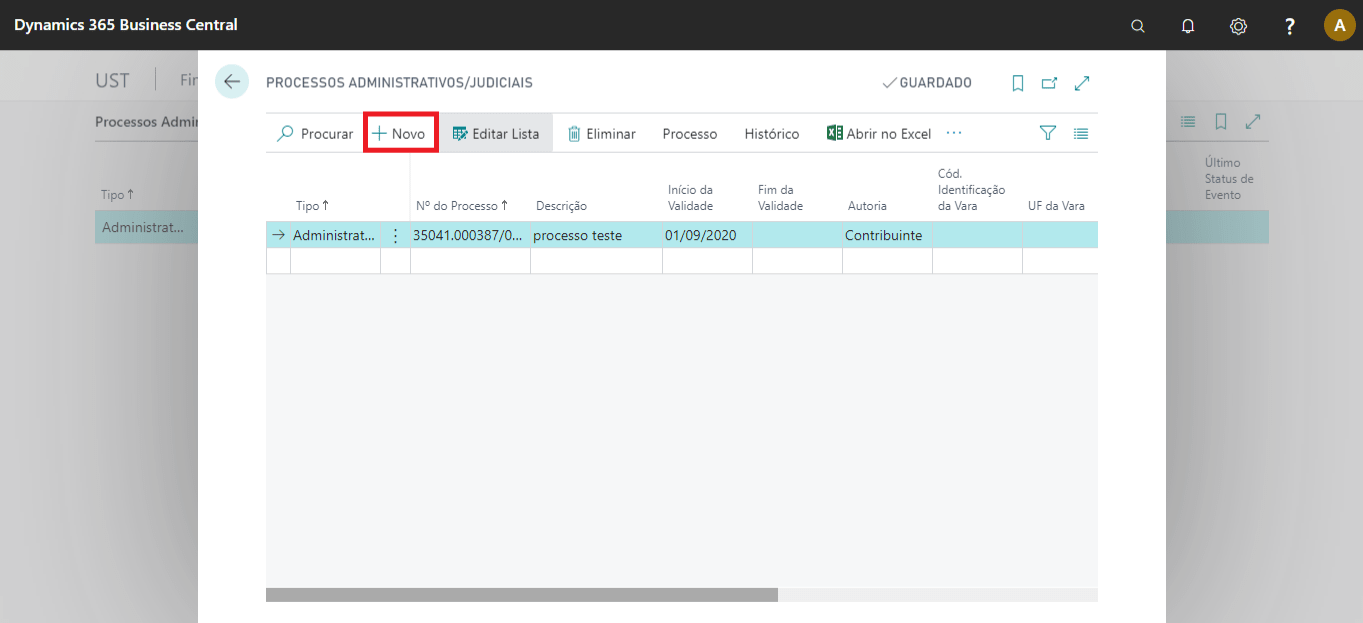 Dynamics 365 Business Central
?
A
UST
Fin
PROCESSOS ADMINISTRATIVOS/JUDICIAIS
GUARDADO
Processos Admin
Procurar
Novo
Editar Lista
Eliminar
Processo
Histórico
Abrir no Excel
...
Tipo ↑
Nº do Processo ↑
Descrição
Início da
Validade
Fim da
Validade
Autoria
Cód.
Identificação
da Vara
UF da Vara
Último
Status de
Evento
Tipo ↑
Administrat...
Administrat...
35041.000387/0...
processo teste
01/09/2020
Contribuinte